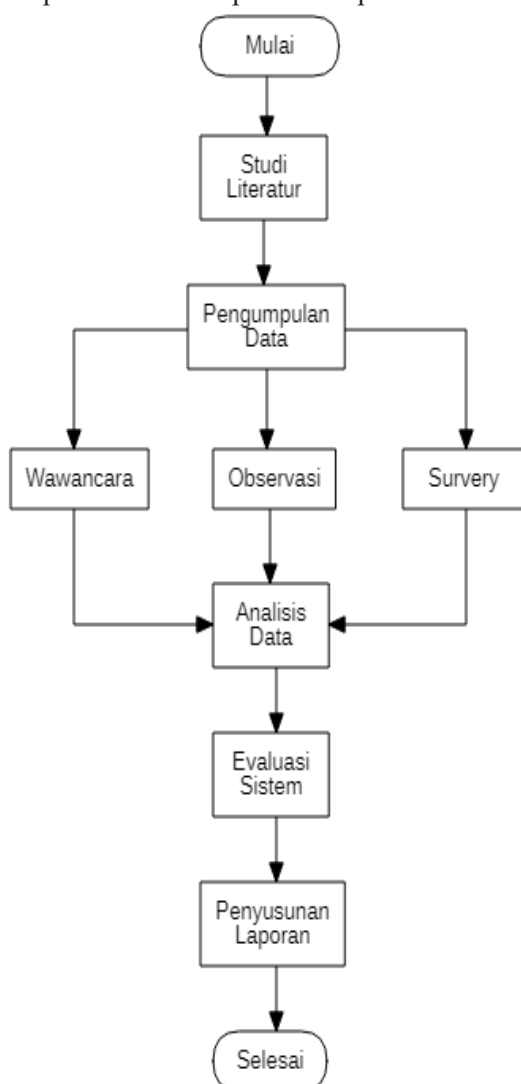 Mulai
Studi
Literatur
Pengumpulan
Data
Wawancara
Observasi
Survery
Analisis
Data
Evaluasi
Sistem
Penyusunan
Laporan
Selesai